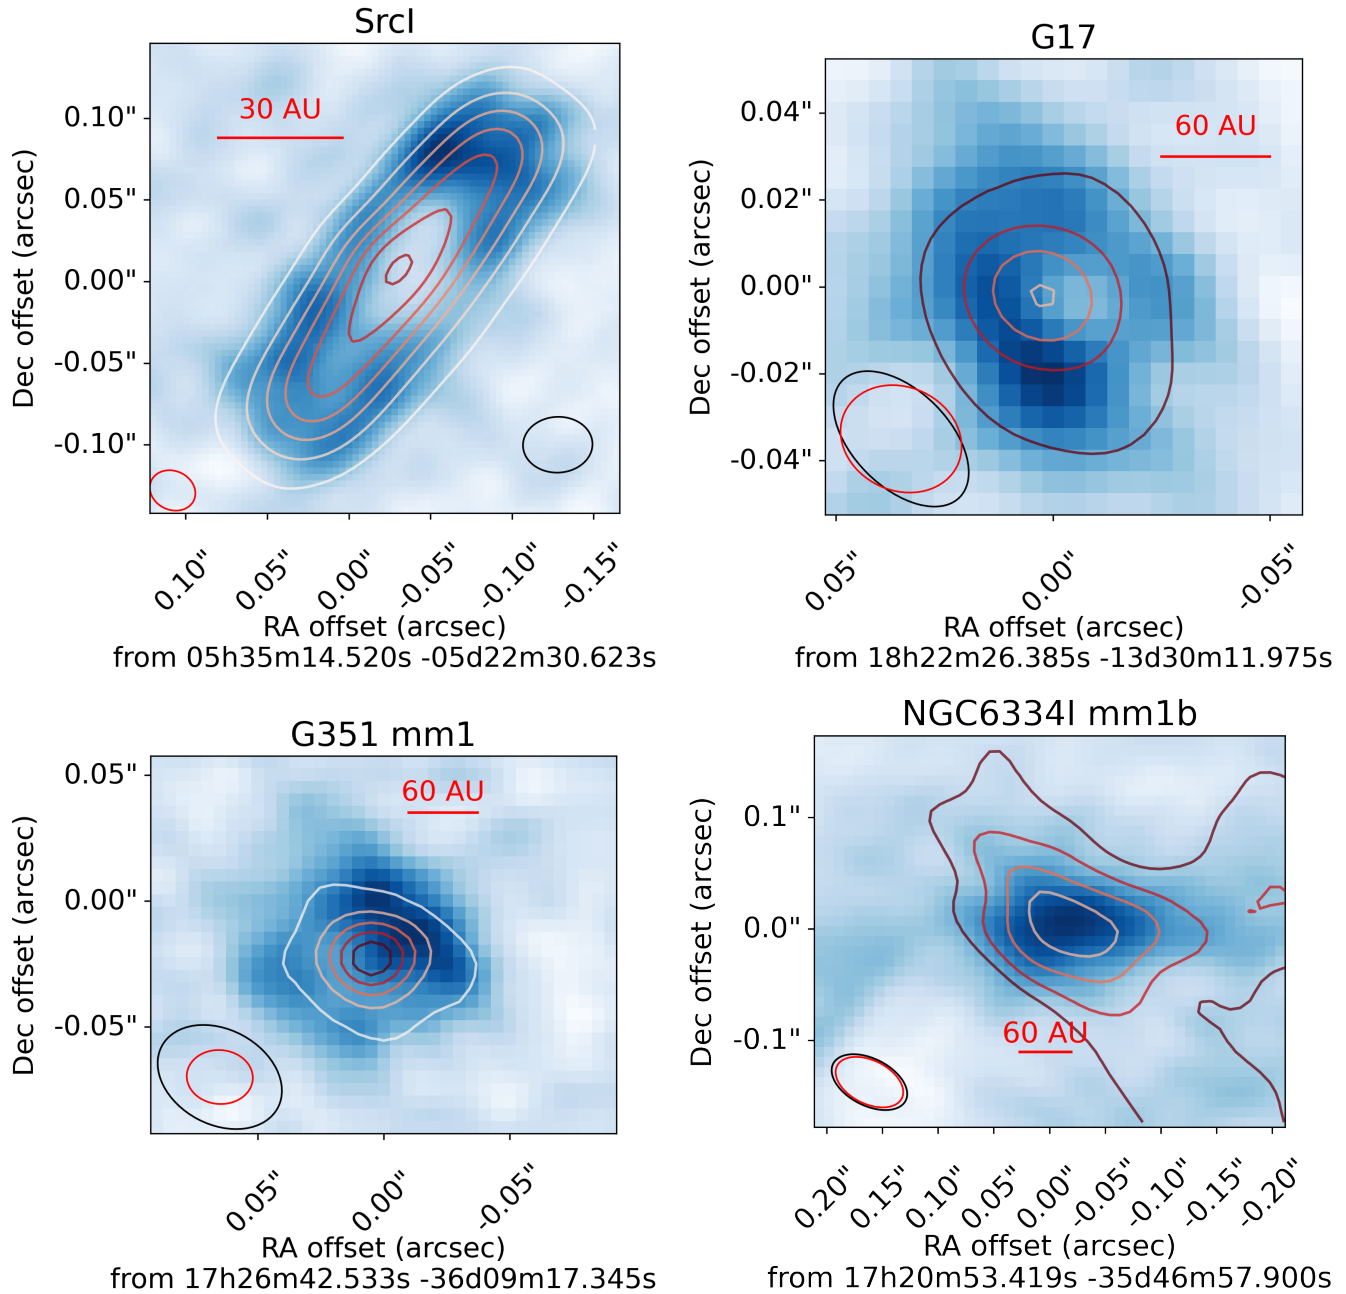 SrcI
30 AU
0.10"
0.05"
0.00"
-0.05"
-0.10"
Dec offset (arcsec)
0.10"
0.05"
0.00"
-0.05"
-0.10"
-0.15"
RA offset (arcsec)
from 05h35m14.520s -05d22m30.623s
G17
60 AU
0.04"
0.02"
0.00"
-0.02"
-0.04"
Dec offset (arcsec)
0.05"
0.00"
-0.05"
RA offset (arcsec)
from 18h22m26.385s -13d30m11.975s
G351 mm1
60 AU
0.05"
0.00"
-0.05"
Dec offset (arcsec)
0.05"
0.00"
-0.05"
RA offset (arcsec)
from 17h26m42.533s -36d09m17.345s
NGC6334I mm1b
0.1"
0.0"
-0.1"
Dec offset (arcsec)
60 AU
0.20"
0.15"
0.10"
0.05"
0.00"
-0.05"
-0.10"
-0.15"
-0.20"
RA offset (arcsec)
from 17h20m53.419s -35d46m57.900s